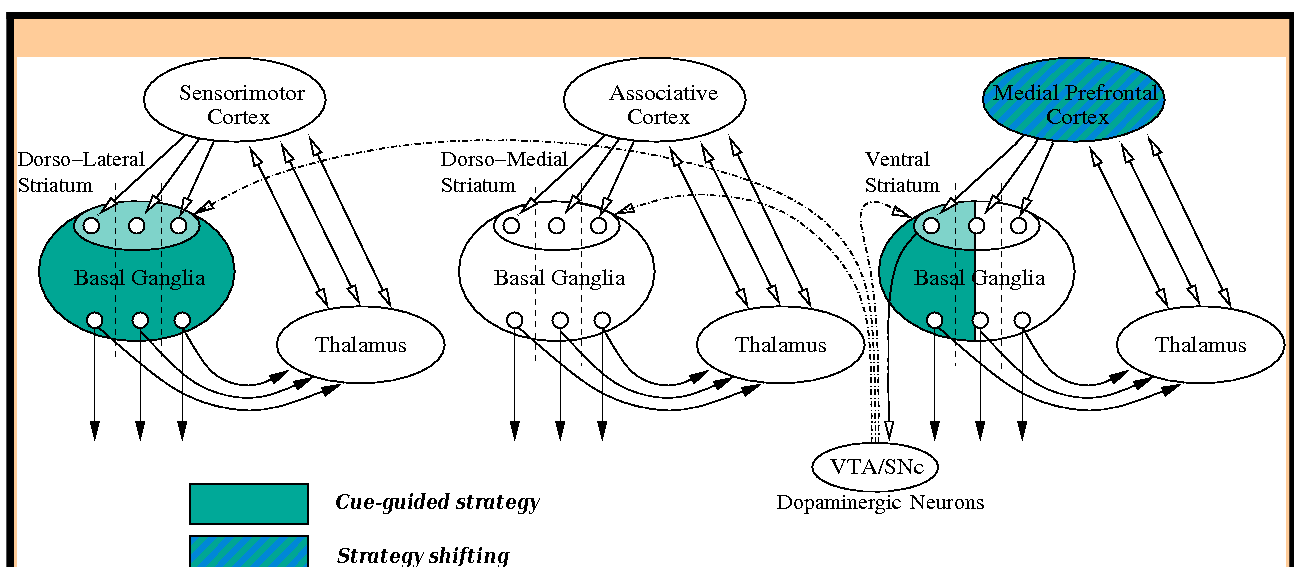 Sensorimotor
Cortex
Associative
Cortex
Medial Prefrontal
Cortex
Dorso-Lateral
Striatum
Dorso-Medial
Striatum
Ventral
Striatum
Basal Ganglia
Basal Ganglia
Basal Ganglia
Thalamus
Thalamus
Thalamus
VTA/SNc
Dopaminergic Neurons
Cue-guided strategy
Strategy shifting